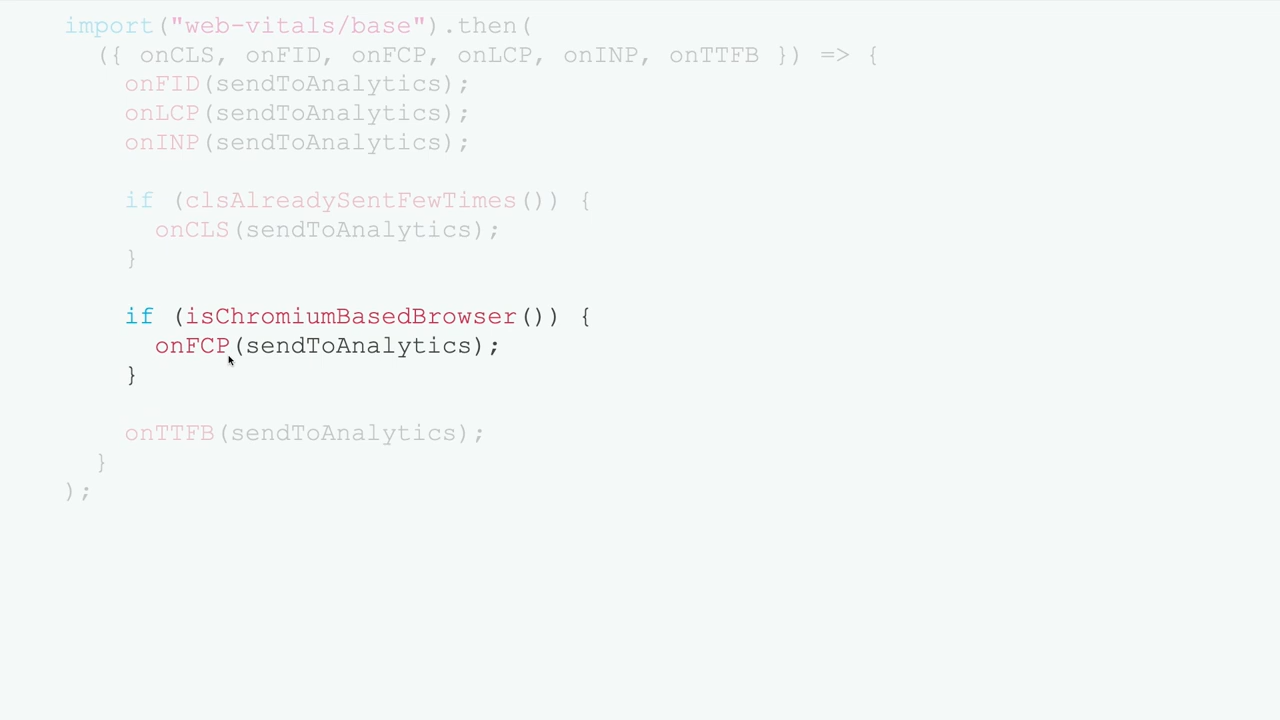 import("web-vitals/base").then(
({ onCLS, onFID, onFCP, onLCP, onINP, onTTFB }) => {
onFID(sendToAnalytics);
onLCP(sendToAnalytics);
onINP(sendToAnalytics);
if (clsAlreadySentFewTimes()) {
onCLS(sendToAnalytics);
}
if (isChromiumBasedBrowser()) {
onFCP(sendToAnalytics);
}
onTTFB(sendToAnalytics);
}
);